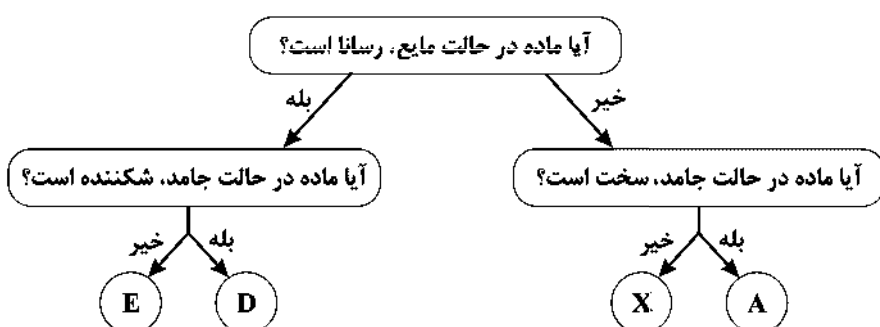 آیا ماده در حالت مایع، رسانا است؟
خیر
بله
آیا ماده در حالت جامد، سخت است؟
آیا ماده در حالت جامد، شکننده است؟
بله
خیر
بله
خیر
A
X
D
E